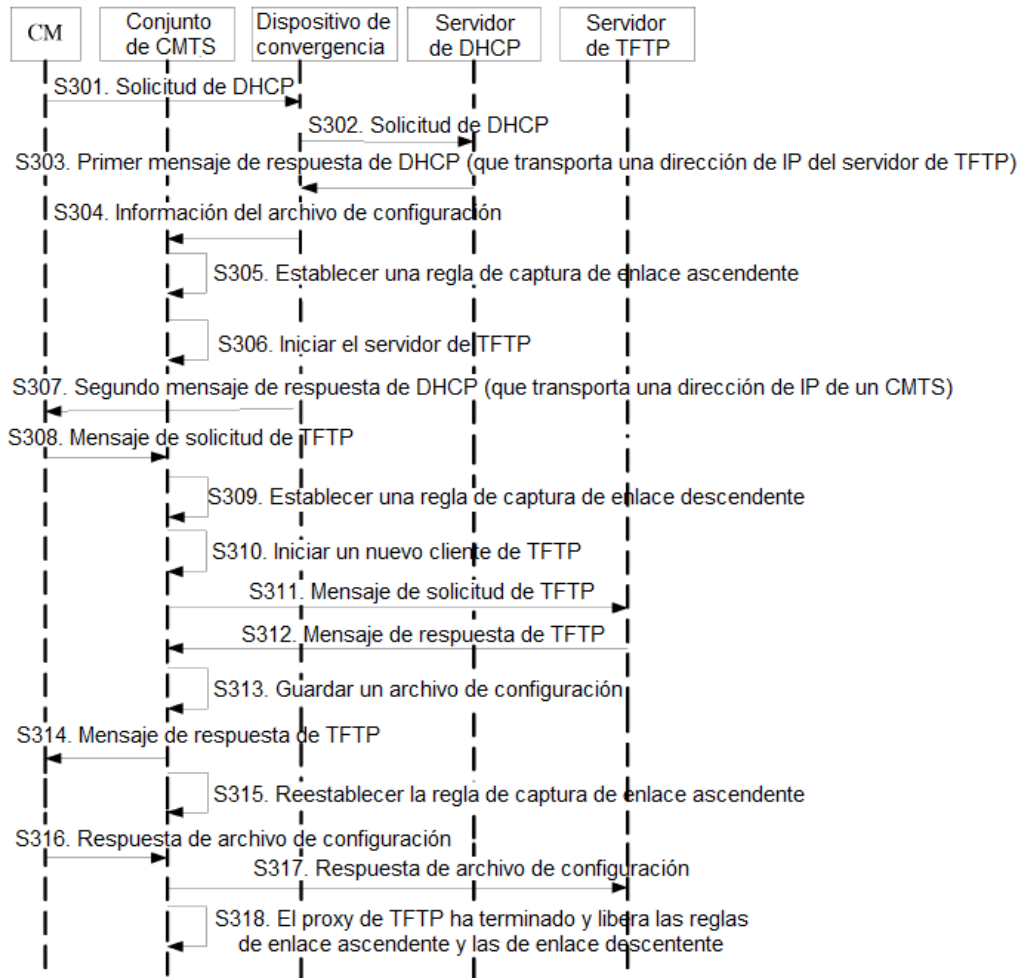 CM
Conjunto
de CMTS
Dispositivo de
convergencia
Servidor
de DHCP
Servidor
de TFTP
S301. Solicitud de DHCP
S302. Solicitud de DHCP
S303. Primer mensaje de respuesta de DHCP (que transporta una dirección de IP del servidor de TFTP)
S304. Información del archivo de configuración
S305. Establecer una regla de captura de enlace ascendente
S306. Iniciar el servidor de TFTP
S307. Segundo mensaje de respuesta de DHCP (que transporta una dirección de IP de un CMTS)
S308. Mensaje de solicitud de TFTP
S309. Establecer una regla de captura de enlace descendente
S310. Iniciar un nuevo cliente de TFTP
S311. Mensaje de solicitud de TFTP
S312. Mensaje de respuesta de TFTP
S313. Guardar un archivo de configuración
S314. Mensaje de respuesta de TFTP
S315. Reestablecer la regla de captura de enlace ascendente
S316. Respuesta de archivo de configuración
S317. Respuesta de archivo de configuración
S318. El proxy de TFTP ha terminado y libera las reglas
de enlace ascendente y las de enlace descentente